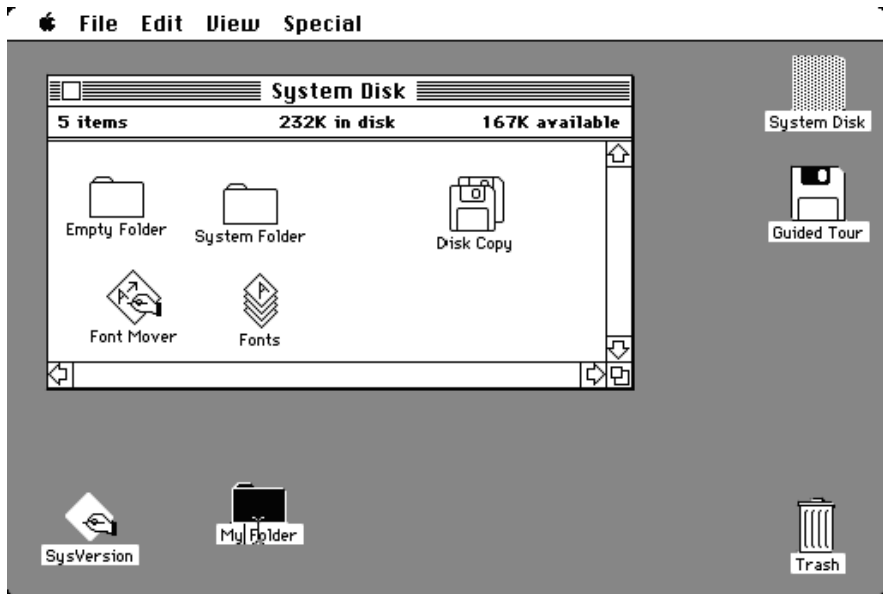 File Edit View Special
System Disk
5 items 232K in disk 167K available
Empty Folder
System Folder
Disk Copy
Font Mover
Fonts
System Disk
Guided Tour
SysVersion
My Folder
Trash